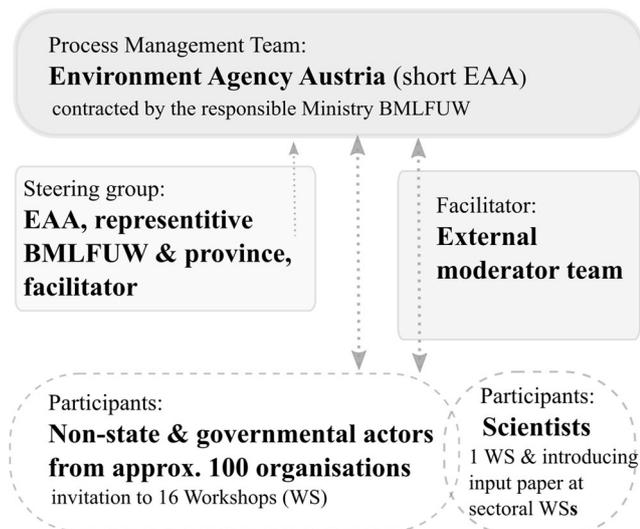 Process Management Team:
Environment Agency Austria (short EAA)
contracted by the responsible Ministry BMLFUW
Steering group:
EAA, representitive
BMLFUW & province,
facilitator
Facilitator:
External
moderator team
Participants:
Non-state & governmental actors
from approx. 100 organisations
invitation to 16 Workshops (WS)
Participants:
Scientists
1 WS & introducing
input paper at
sectoral WSs